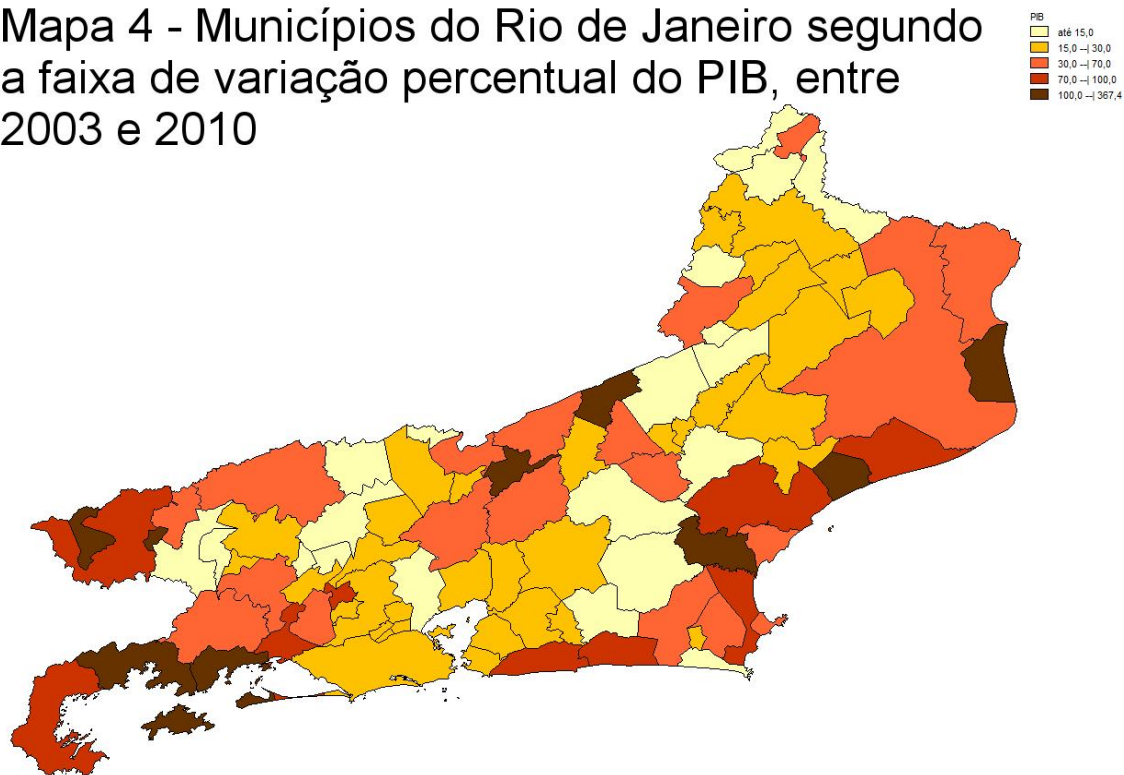 Mapa 4 - Municípios do Rio de Janeiro segundo
a faixa de variação percentual do PIB, entre
2003 e 2010
PIB
até 15,0
15,0 --| 30,0
30,0 --| 70,0
70,0 --| 100,0
100,0 --| 367,4